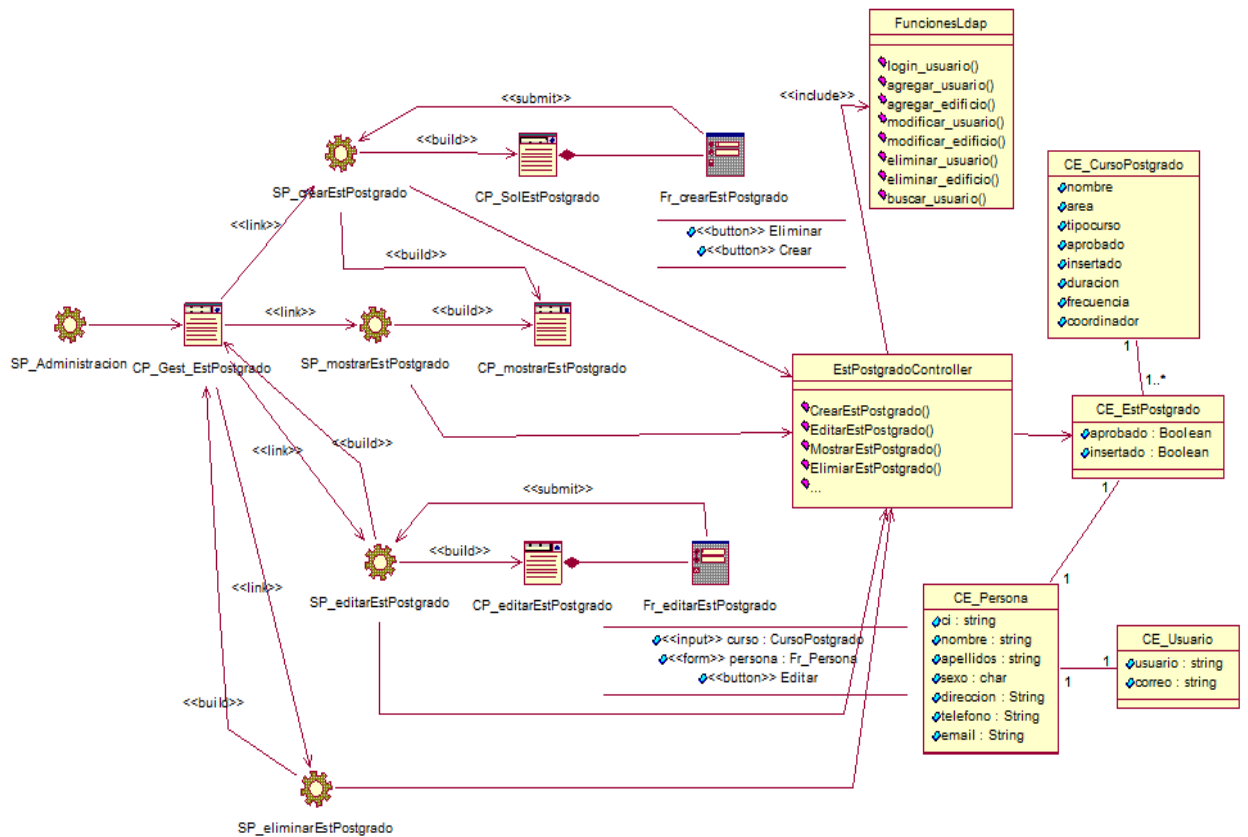 FuncionesLdap
login_usuario()
agregar_usuario()
agregar_edificio()
modificar_usuario()
modificar_edificio()
eliminar_usuario()
eliminar_edificio()
buscar_usuario()
<<include>>
<<submit>>
<<build>>
SP_crearEstPostgrado
CP_SolEstPostgrado
Fr_crearEstPostgrado
<<button>> Eliminar
<<button>> Crear
CE_CursoPostgrado
nombre
area
tipocurso
aprobado
insertado
duracion
frecuencia
coordinador
<<link>>
<<build>>
<<link>>
<<build>>
SP_Administracion
CP_Gest_EstPostgrado
SP_mostrarEstPostgrado
CP_mostrarEstPostgrado
1
1..*
EstPostgradoController
CrearEstPostgrado()
EditarEstPostgrado()
MostrarEstPostgrado()
ElimiarEstPostgrado()
...
CE_EstPostgrado
aprobado : Boolean
insertado : Boolean
1
1
<<link>>
<<build>>
<<submit>>
<<build>>
SP_editarEstPostgrado
CP_editarEstPostgrado
Fr_editarEstPostgrado
<<input>> curso : CursoPostgrado
<<form>> persona : Fr_Persona
<<button>> Editar
<<link>>
CE_Persona
ci : string
nombre : string
apellidos : string
sexo : char
direccion : String
telefono : String
email : String
1
1
CE_Usuario
usuario : string
correo : string
<<build>>
SP_eliminarEstPostgrado